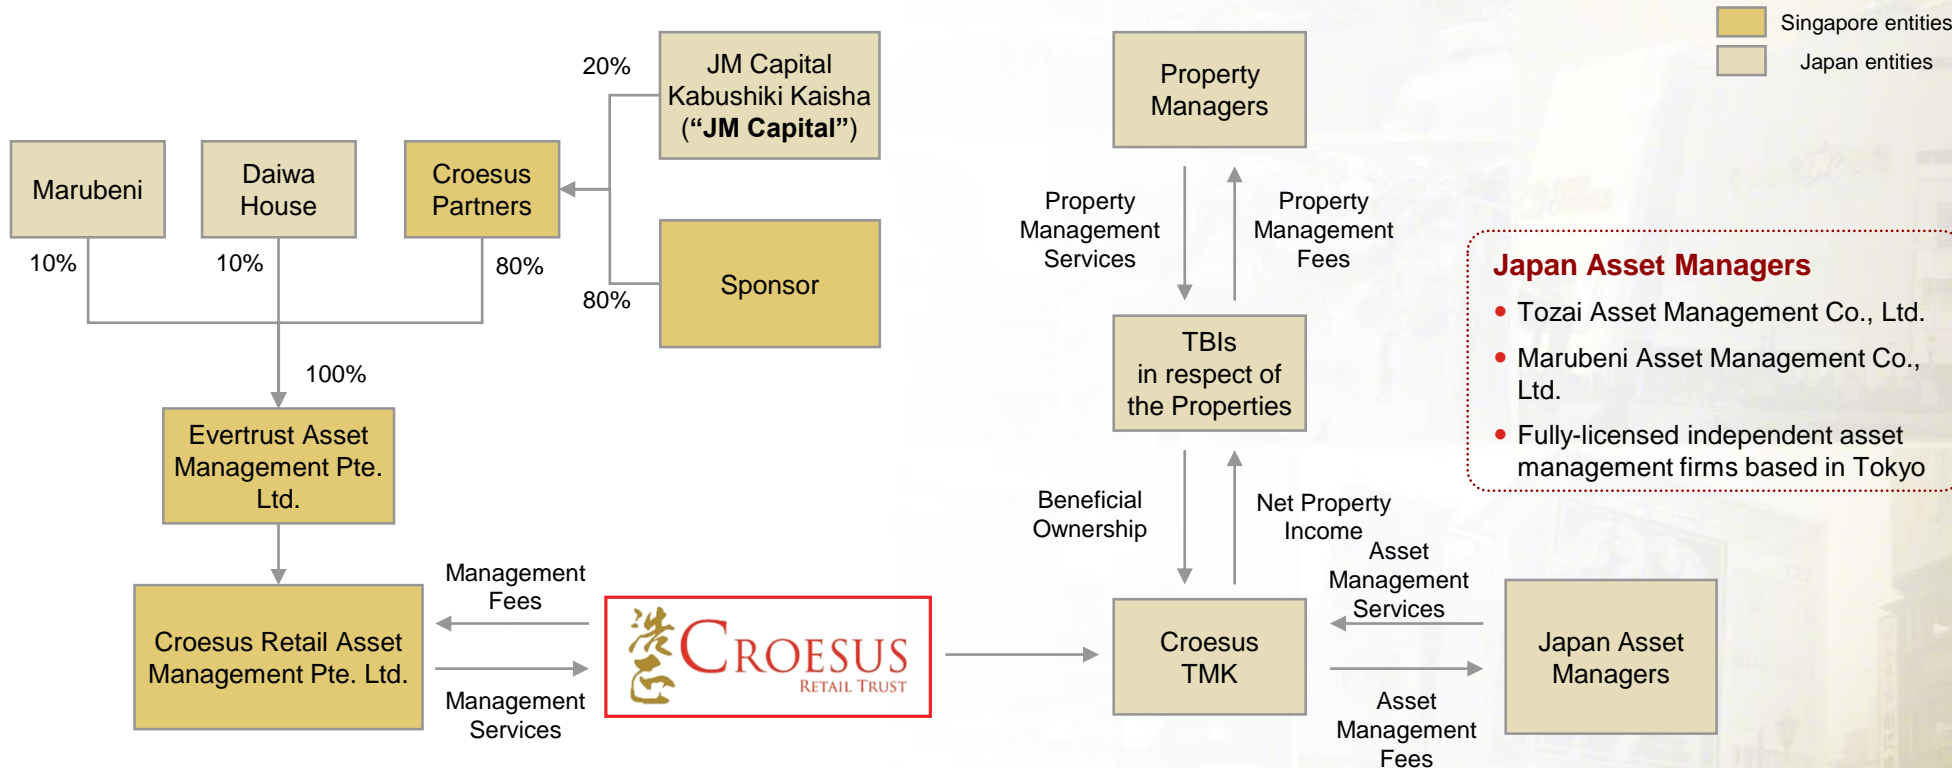 Singapore entities
Japan entities
20%
JM Capital
Kabushiki Kaisha
(“JM Capital”)
Property
Managers
Marubeni
Daiwa
House
Croesus
Partners
Property
Management
Services
Property
Management
Fees
10%
10%
80%
80%
Sponsor
Japan Asset Managers
• Tozai Asset Management Co., Ltd.
• Marubeni Asset Management Co.,
Ltd.
• Fully-licensed independent asset
management firms based in Tokyo
TBIs
in respect of
the Properties
100%
Evertrust Asset
Management Pte.
Ltd.
Beneficial
Ownership
Net Property
Income
Asset
Management
Services
Management
Fees
Croesus Retail Asset
Management Pte. Ltd.
浩正
CROESUS
RETAIL TRUST
Croesus
TMK
Japan Asset
Managers
Management
Services
Asset
Management
Fees